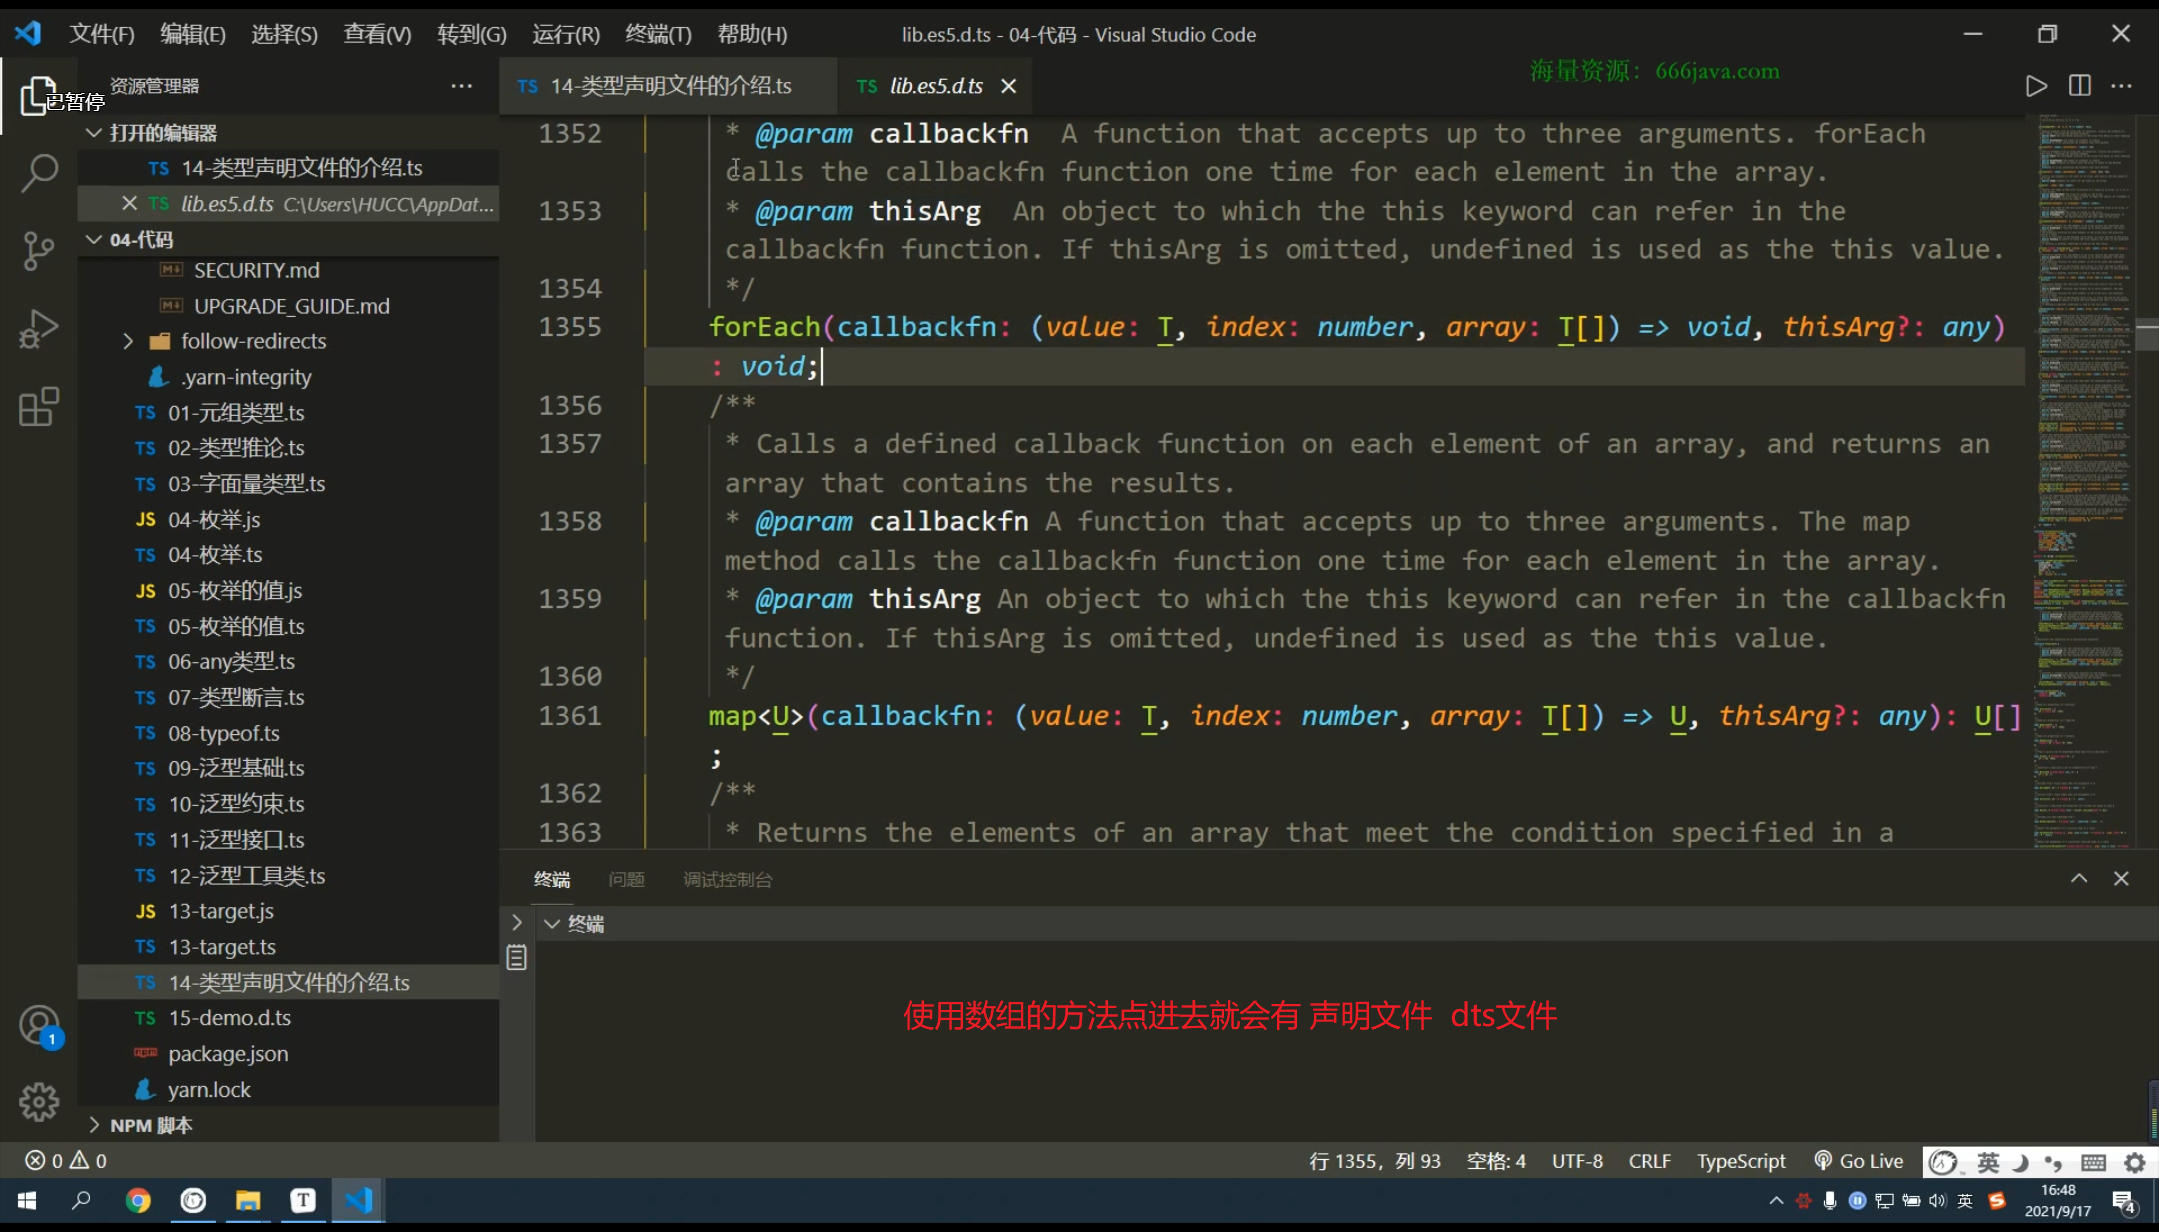 文件(F) 编辑(E) 选择(S) 查看(V) 转到(G) 运行(R) 终端(T) 帮助(H) lib.es5.d.ts - 04-代码 - Visual Studio Code
海量资源：666java.com
已暂停
资源管理器
打开的编辑器
TS 14-类型声明文件的介绍.ts
TS lib.es5.d.ts C:\Users\HUCC\AppDat...
04-代码
SECURITY.md
UPGRADE_GUIDE.md
follow-redirects
.yarn-integrity
TS 01-元组类型.ts
TS 02-类型推论.ts
TS 03-字面量类型.ts
JS 04-枚举.js
TS 04-枚举.ts
JS 05-枚举的值.js
TS 05-枚举的值.ts
TS 06-any类型.ts
TS 07-类型断言.ts
TS 08-typeof.ts
TS 09-泛型基础.ts
TS 10-泛型约束.ts
TS 11-泛型接口.ts
TS 12-泛型工具类.ts
JS 13-target.js
TS 13-target.ts
TS 14-类型声明文件的介绍.ts
TS 15-demo.d.ts
package.json
yarn.lock
NPM 脚本
TS 14-类型声明文件的介绍.ts TS lib.es5.d.ts
1352 * @param callbackfn  A function that accepts up to three arguments. forEach
calls the callbackfn function one time for each element in the array.
1353 * @param thisArg  An object to which the this keyword can refer in the
callbackfn function. If thisArg is omitted, undefined is used as the this value.
1354 */
1355 forEach(callbackfn: (value: T, index: number, array: T[]) => void, thisArg?: any)
: void;
1356 /**
1357 * Calls a defined callback function on each element of an array, and returns an
array that contains the results.
1358 * @param callbackfn A function that accepts up to three arguments. The map
method calls the callbackfn function one time for each element in the array.
1359 * @param thisArg An object to which the this keyword can refer in the callbackfn
function. If thisArg is omitted, undefined is used as the this value.
1360 */
1361 map<U>(callbackfn: (value: T, index: number, array: T[]) => U, thisArg?: any): U[]
;
1362 /**
1363 * Returns the elements of an array that meet the condition specified in a
终端 问题 调试控制台
终端
使用数组的方法点进去就会有 声明文件 dts文件
1
0 0 行 1355，列 93 空格: 4 UTF-8 CRLF TypeScript Go Live 英
英 16:48
2021/9/17 4